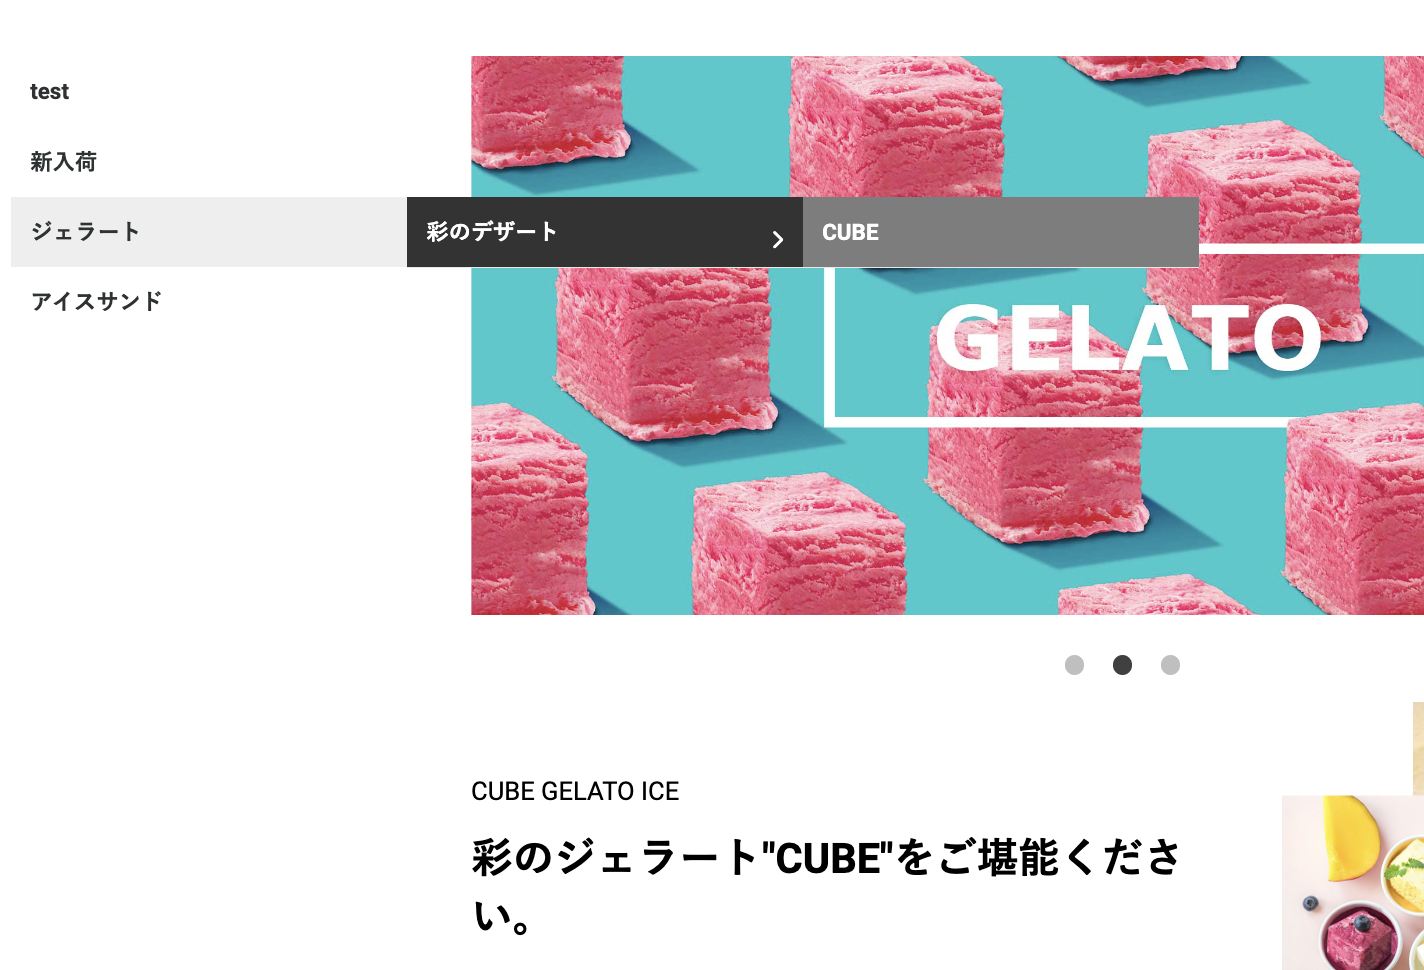 test
新入荷
ジェラート
彩のデザート
CUBE
アイスサンド
GELATO
CUBE GELATO ICE
彩のジェラート"CUBE"をご堪能くださ
い。